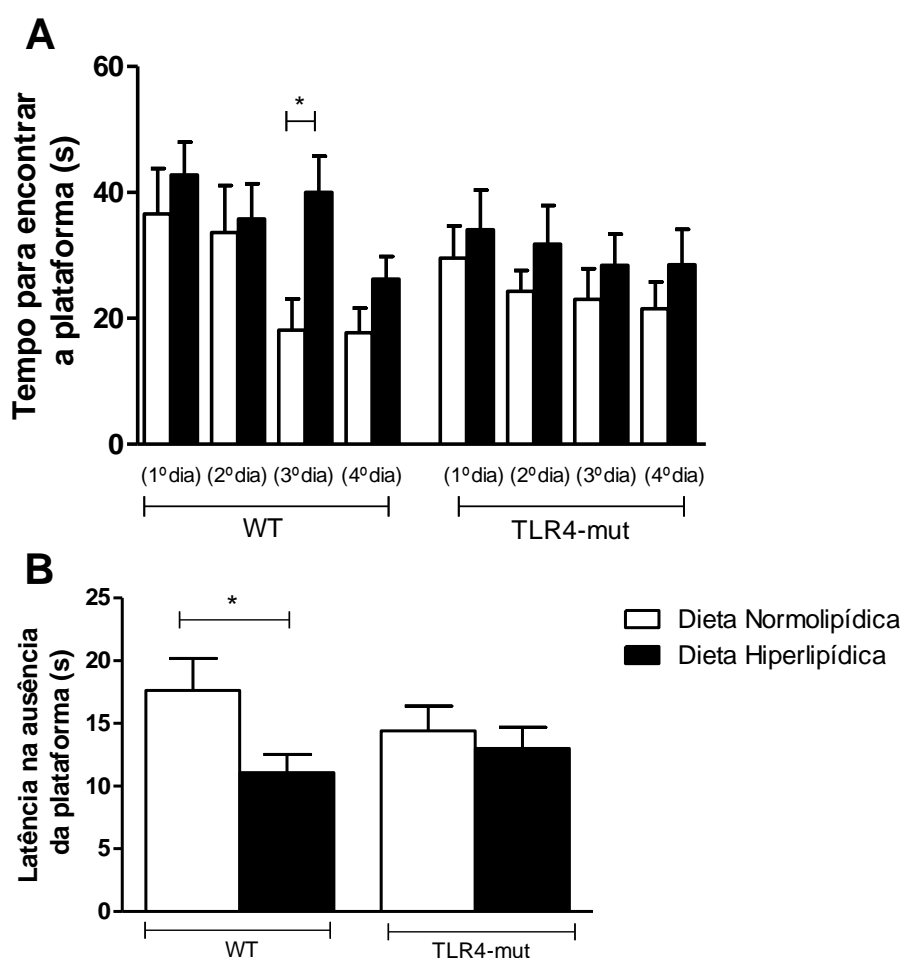 A
Tempo para encontrar
a plataforma (s)
60
40
20
0
*
(1º dia) (2º dia) (3º dia) (4º dia) (1º dia) (2º dia) (3º dia) (4º dia)
WT TLR4-mut
B
Latência na ausência
da plataforma (s)
25
20
15
10
5
0
*
WT TLR4-mut
Dieta Normolipídica
Dieta Hiperlipídica